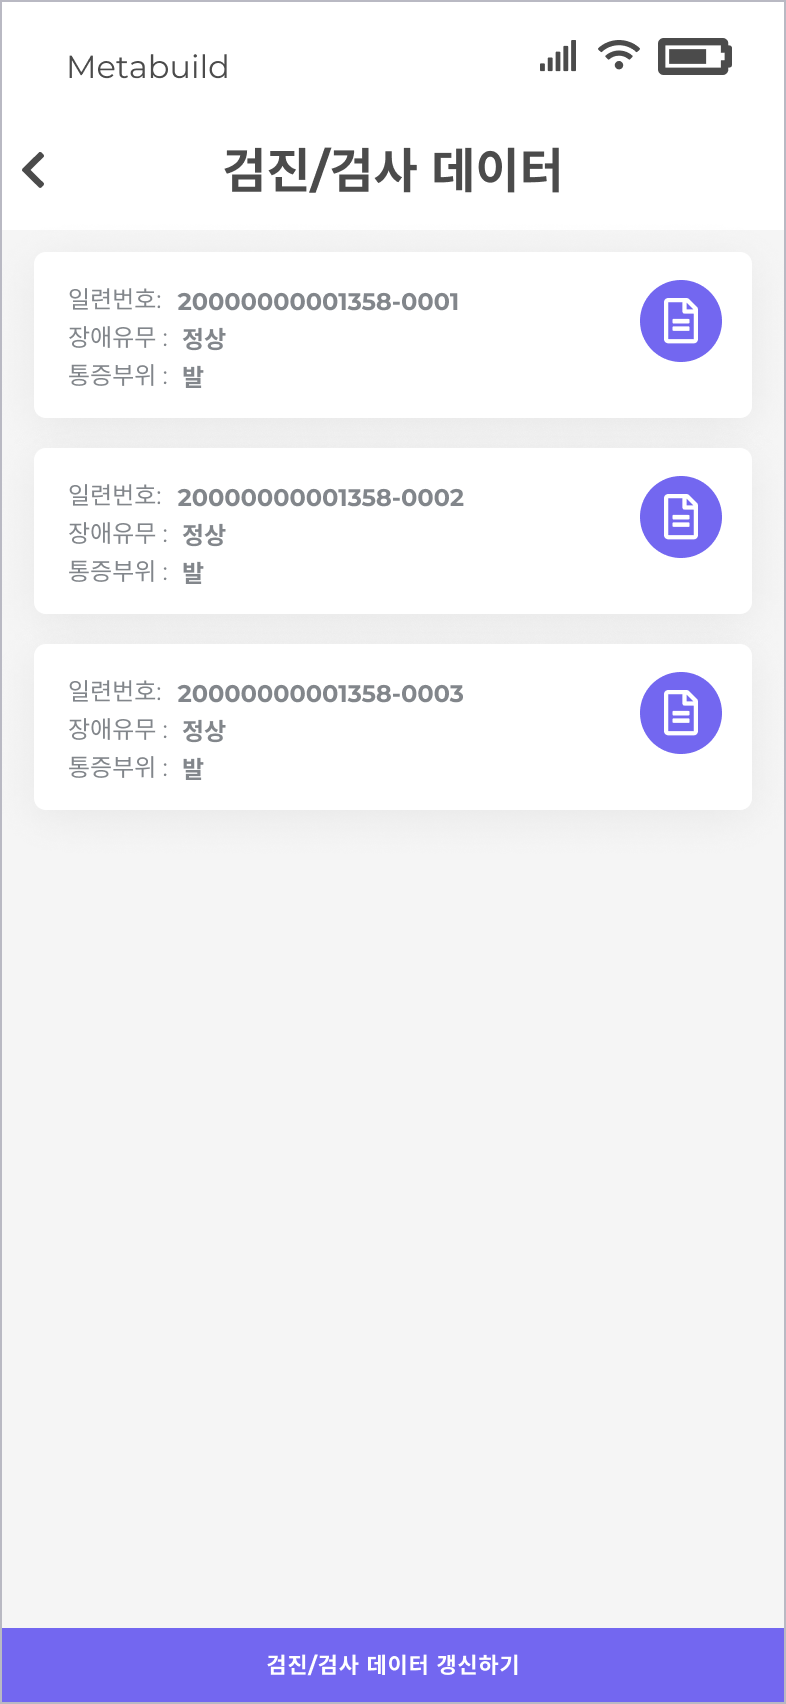 Metabuild
검진/검사 데이터
일련번호: 20000000001358-0001
장애유무 : 정상
통증부위 : 발
일련번호: 20000000001358-0002
장애유무 : 정상
통증부위 : 발
일련번호: 20000000001358-0003
장애유무 : 정상
통증부위 : 발
검진/검사 데이터 갱신하기